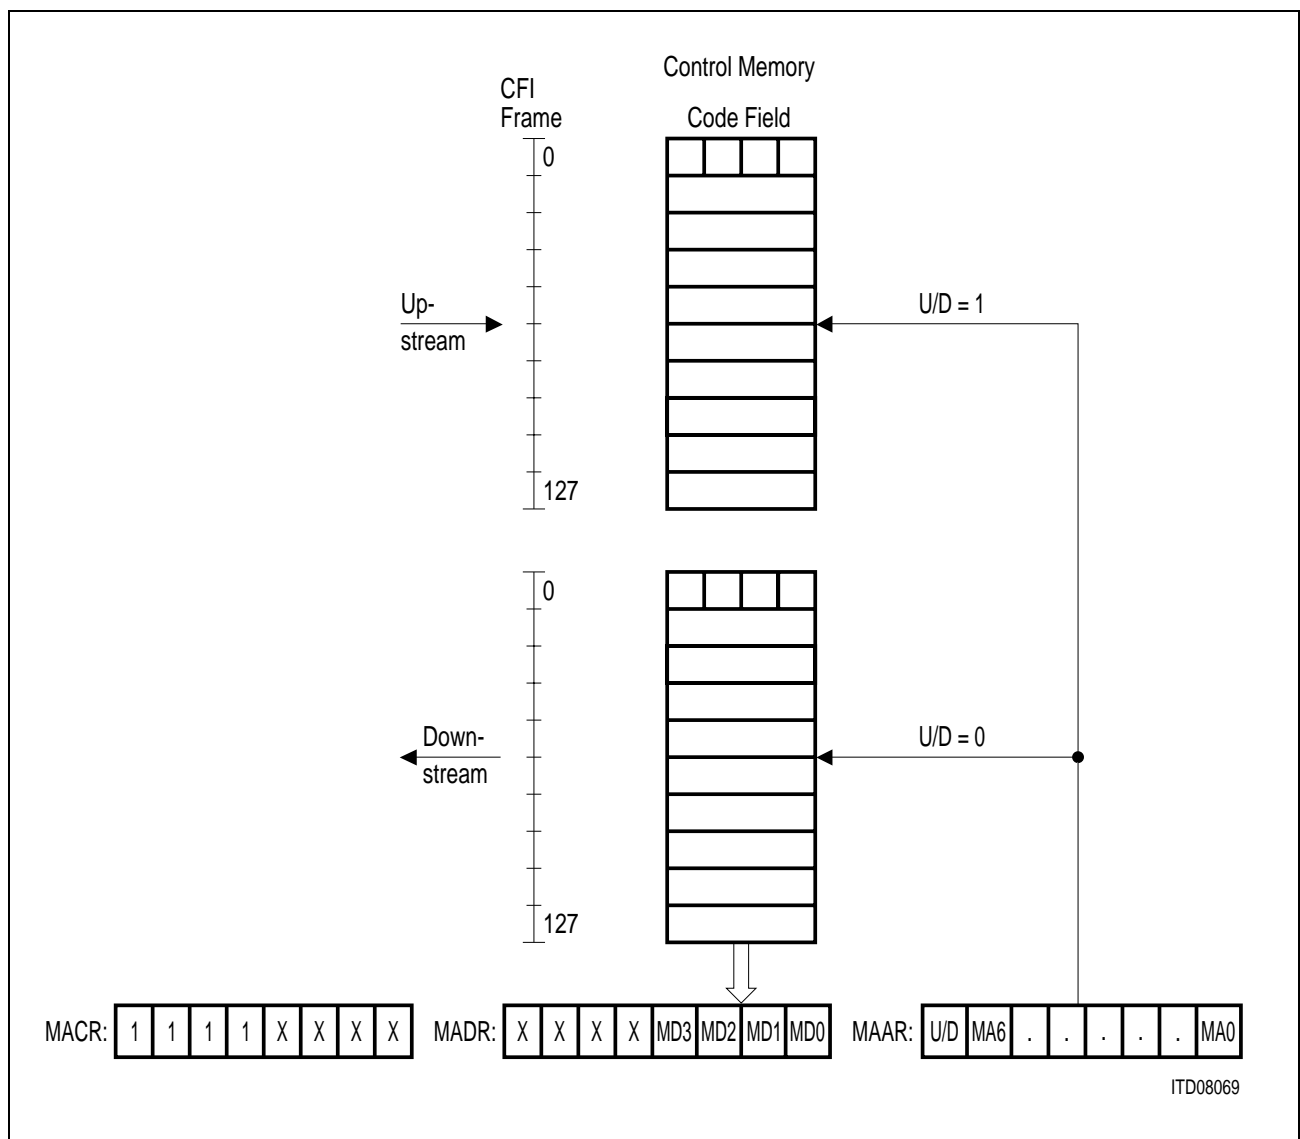 Control Memory
CFI
Frame
Code Field
0
Up-
stream
U/D = 1
127
0
Down-
stream
U/D = 0
127
MACR: 1 1 1 1 X X X X MADR: X X X X MD3 MD2 MD1 MD0 MAAR: U/D MA6 . . . . . MA0
ITD08069